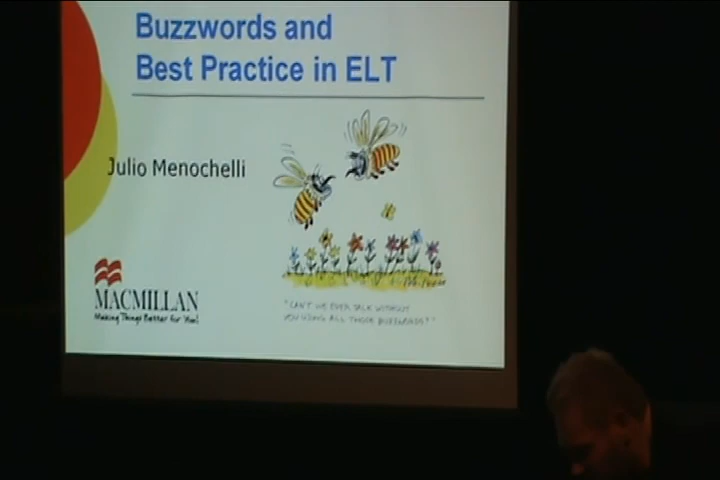 Buzzwords and
Best Practice in ELT
Julio Menochelli
MACMILLAN
Making Things Better for You!
"CAN'T WE EVER TALK WITHOUT
YOU USING ALL THOSE BUZZWORDS?"